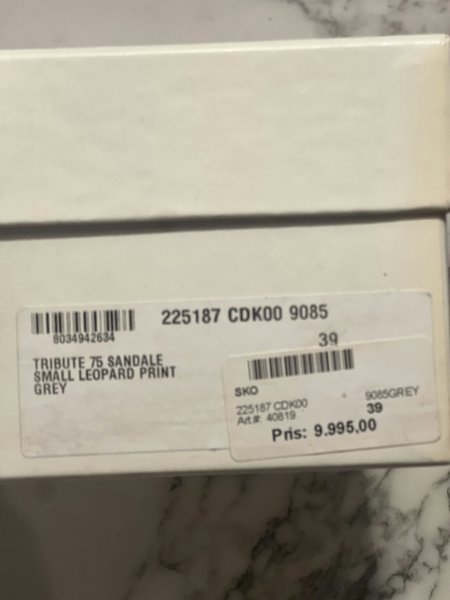 225187 CDK00 9085
8034942634
39
TRIBUTE 75 SANDALE
SMALL LEOPARD PRINT
GREY
SKO
225187 CDK00 9085GREY
Art.#: 40819 39
Pris: 9.995,00